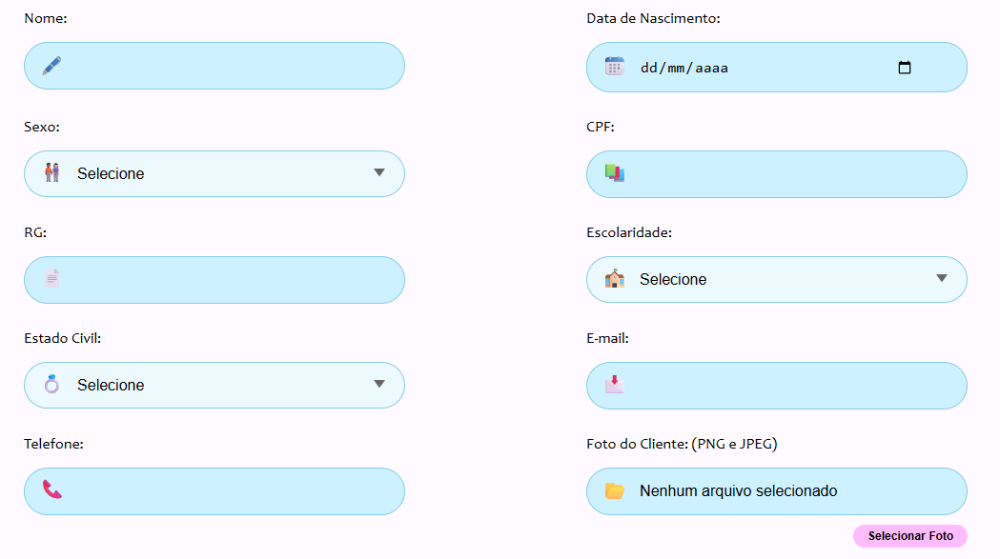 Nome:
Data de Nascimento:
dd/mm/aaaa
Sexo:
Selecione
CPF:
RG:
Escolaridade:
Selecione
Estado Civil:
Selecione
E-mail:
Telefone:
Foto do Cliente: (PNG e JPEG)
Nenhum arquivo selecionado
Selecionar Foto